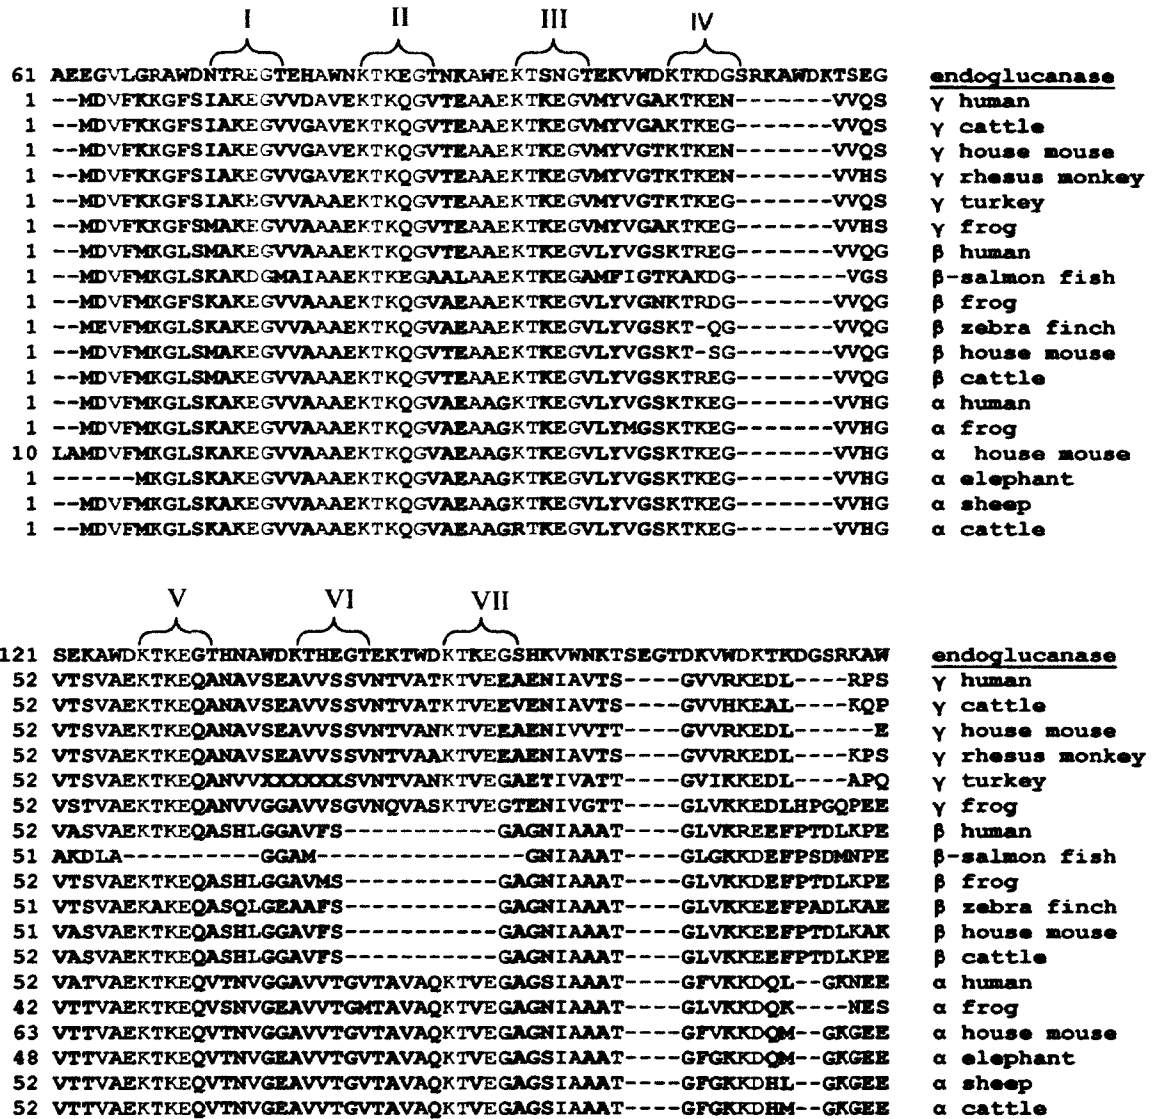 I II III IV
61 AEEGVLGRAWDNTREGTEHAWNKTKEGTNKAWEKTSNGTEKVWDKTKDGSRKAWDKTSEG endoglucanase
1 --MDVFKKGFSIAKEGVVDAVEKTKQGVTEAAEKTKEGVMYVGAKTKEN-------VVQS γ human
1 --MDVFKKGFSIAKEGVVGAVEKTKQGVTEAAEKTKEGVMYVGAKTKEG-------VVQS γ cattle
1 --MDVFKKGFSIAKEGVVGAVEKTKQGVTEAAEKTKEGVMYVGTKTKEN-------VVQS γ house mouse
1 --MDVFKKGFSIAKEGVVGAVEKTKQGVTEAAEKTKEGVMYVGTKTKEN-------VVHS γ rhesus monkey
1 --MDVFKKGFSIAKEGVVAAAEKTKQGVTEAAEKTKEGVMYVGTKTKEN-------VVQS γ turkey
1 --MDVFKKGFSMAKEGVVAAAEKTKQGVTEAAEKTKEGVMYVGAKTKEG-------VVHS γ frog
1 --MDVFMKGLSMAKEGVVAAAEKTKQGVTEAAEKTKEGVLYVGSKTREG-------VVQG β human
1 --MDVFMKGLSKAKDGMAIAAEKTKEGAALAAEKTKEGAMFIGTKAKDG--------VGS β-salmon fish
1 --MDVFMKGFSKAKEGVVAAAEKTKQGVAEAAEKTKEGVLYVGNKTRDG-------VVQG β frog
1 --MEVFMKGLSKAKEGVVAAAEKTKQGVAEAAEKTKEGVLYVGSKT-QG-------VVQG β zebra finch
1 --MDVFMKGLSMAKEGVVAAAEKTKQGVTEAAEKTKEGVLYVGSKT-SG-------VVQG β house mouse
1 --MDVFMKGLSMAKEGVVAAAEKTKQGVTEAAEKTKEGVLYVGSKTREG-------VVQG β cattle
1 --MDVFMKGLSKAKEGVVAAAEKTKQGVAEAAGKTKEGVLYVGSKTKEG-------VVHG α human
1 --MDVFMKGLSKAKEGVVAAAEKTKQGVAEAAGKTKEGVLYMGSKTKEG-------VVHG α frog
10 LAMDVFMKGLSKAKEGVVAAAEKTKQGVAEAAGKTKEGVLYVGSKTKEG-------VVHG α house mouse
1 ------MKGLSKAKEGVVAAAEKTKQGVAEAAGKTKEGVLYVGSKTKEG-------VVHG α elephant
1 --MDVFMKGLSKAKEGVVAAAEKTKQGVAEAAGKTKEGVLYVGSKTKEG-------VVHG α sheep
1 --MDVFMKGLSKAKEGVVAAAEKTKQGVAEAAGRTKEGVLYVGSKTKEG-------VVHG α cattle
V VI VII
121 SEKAWDKTKEGTHNAWDKTHEGTEKTWDKTKEGSHKVWNKTSEGTDKVWDKTKDGSRKAW endoglucanase
52 VTSVAEKTKEQANAVSEAVVSSVNTVATKTVEEAENIAVTS----GVVRKEDL----RPS γ human
52 VTSVAEKTKEQANAVSEAVVSSVNTVATKTVEEVENIAVTS----GVVHKEAL----KQP γ cattle
52 VTSVAEKTKEQANAVSEAVVSSVNTVANKTVEEAENIVVTT----GVVRKEDL------E γ house mouse
52 VTSVAEKTKEQANAVSEAVVSSVNTVAAKTVEEAENIAVTS----GVVRKEDL----KPS γ rhesus monkey
52 VTSVAEKTKEQANVVXXXXXXSVNTVANKTVEGAETIVATT----GVIKKEDL----APQ γ turkey
52 VSTVAEKTKEQANVVGGAVVSGVNQVASKTVEGTENIVGTT----GLVKKEDLHPGQPEE γ frog
52 VASVAEKTKEQASHLGGAVFS-----------GAGNIAAAT----GLVKREEFPTDLKPE β human
51 AKDLA----------GGAM---------------GNIAAAT----GLGKKDEFPSDMNPE β-salmon fish
52 VTSVAEKTKEQASHLGGAVMS-----------GAGNIAAAT----GLVKKDEFPTDLKPE β frog
51 VTSVAEKAKEQASQLGEAAFS-----------GAGNIAAAT----GLVKKEEFPADLKAE β zebra finch
51 VASVAEKTKEQASHLGGAVFS-----------GAGNIAAAT----GLVKKEEFPTDLKAK β house mouse
52 VASVAEKTKEQASHLGGAVFS-----------GAGNIAAAT----GLVKKEEFPTDLKPE β cattle
52 VATVAEKTKEQVTNVGGAVVTGVTAVAQKTVEGAGSIAAAT----GFVKKDQL--GKNEE α human
42 VTTVAEKTKEQVSNVGEAVVTGMTAVAQKTVEGAGNIAAAT----GLVKKDQK----NES α frog
63 VTTVAEKTKEQVTNVGGAVVTGVTAVAQKTVEGAGNIAAAT----GFVKKDQM--GKGEE α house mouse
48 VTTVAEKTKEQVTNVGEAVVTGVTAVAQKTVEGAGSIAAAT----GFGKKDQM--GKGEE α elephant
52 VTTVAEKTKEQVTNVGEAVVTGVTAVAQKTVEGAGSIAAAT----GFGKKDHL--GKGEE α sheep
52 VTTVAEKTKEQVTNVGEAVVTGVTAVAQKTVEGAGSIAAAT----GFGKKDHM--GKGEE α cattle